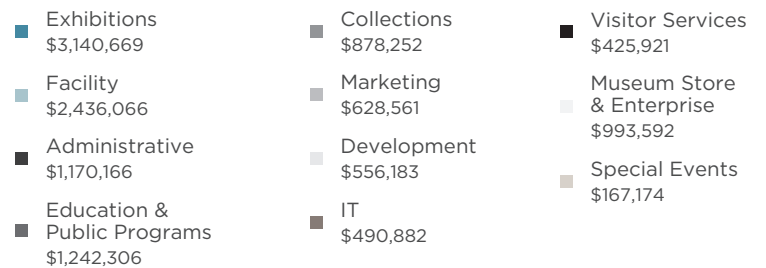 Exhibitions
$3,140,669
Facility
$2,436,066
Administrative
$1,170,166
Education &
Public Programs
$1,242,306
Collections
$878,252
Marketing
$628,561
Development
$556,183
IT
$490,882
Visitor Services
$425,921
Museum Store
& Enterprise
$993,592
Special Events
$167,174